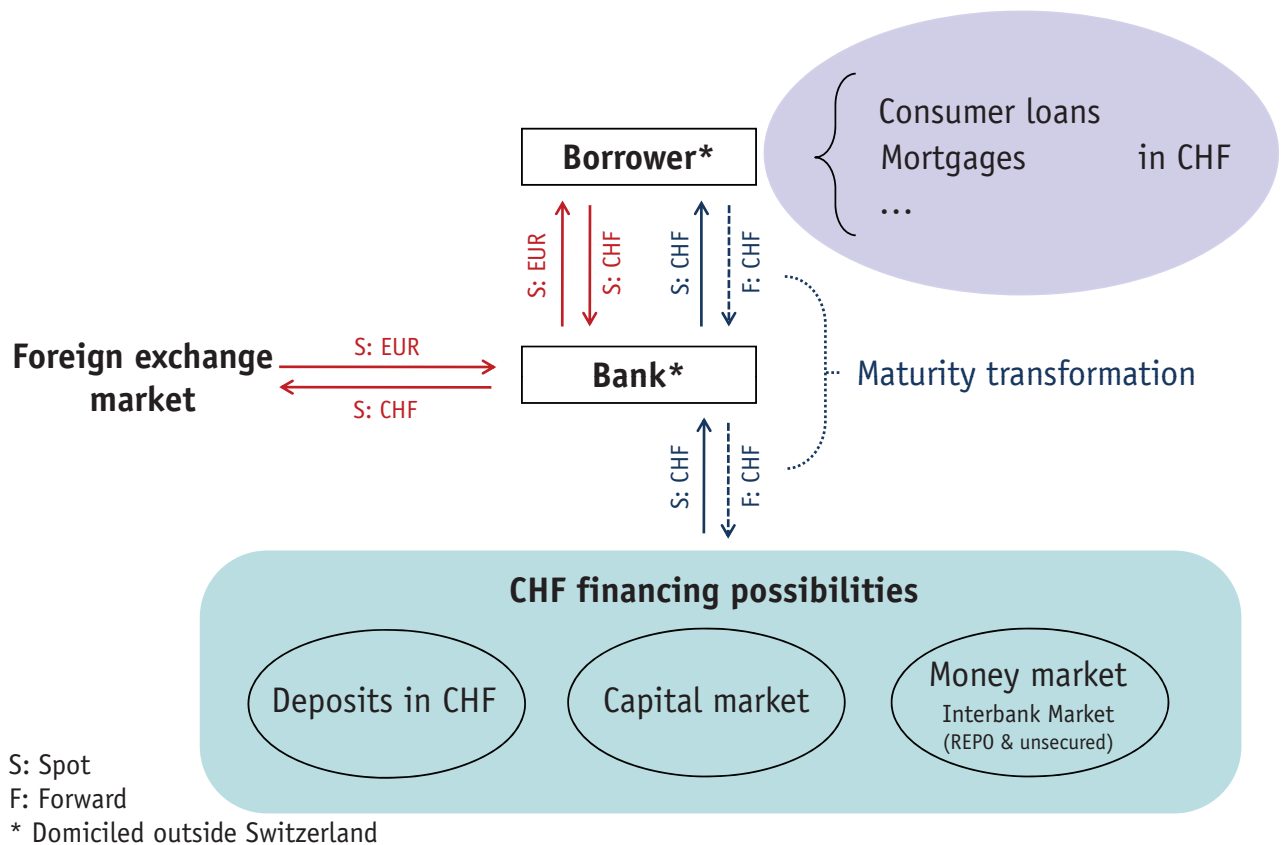 Consumer loans
Borrower*
Mortgages
in CHF
...
S: EUR
S: CHF
S: CHF
F: CHF
Foreign exchange
market
S: EUR
S: CHF
Bank*
Maturity transformation
S: CHF
F: CHF
CHF financing possibilities
Deposits in CHF
Capital market
Money market
Interbank Market
(REPO & unsecured)
S: Spot
F: Forward
* Domiciled outside Switzerland